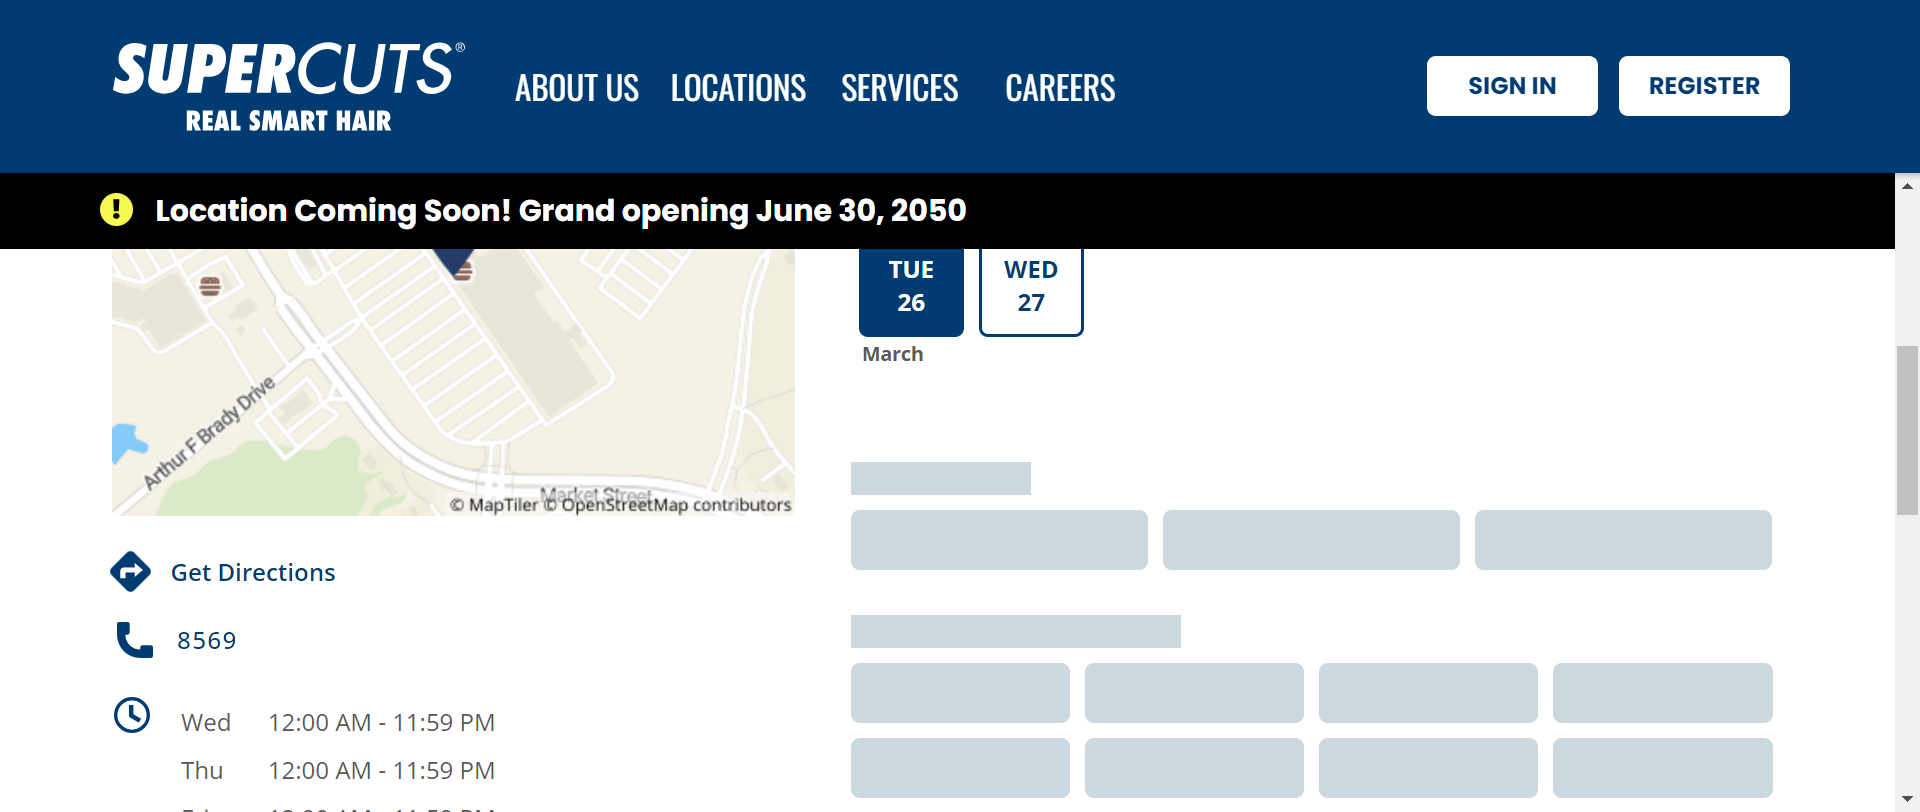 SUPERCUTS®
REAL SMART HAIR
ABOUT US LOCATIONS SERVICES CAREERS
SIGN IN REGISTER
Location Coming Soon! Grand opening June 30, 2050
Arthur F Brady Drive
Market Street
© MapTiler © OpenStreetMap contributors
Get Directions
8569
Wed 12:00 AM - 11:59 PM
Thu 12:00 AM - 11:59 PM
TUE
26
WED
27
March